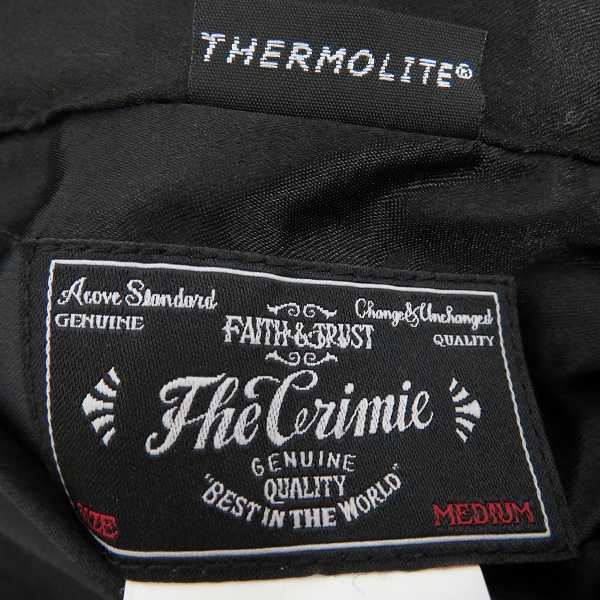 THERMOLITE®
Acove Standard
GENUINE
FAITH & TRUST
Change & Unchanged
QUALITY
The Crimie
GENUINE
QUALITY
"BEST IN THE WORLD"
SIZE
MEDIUM